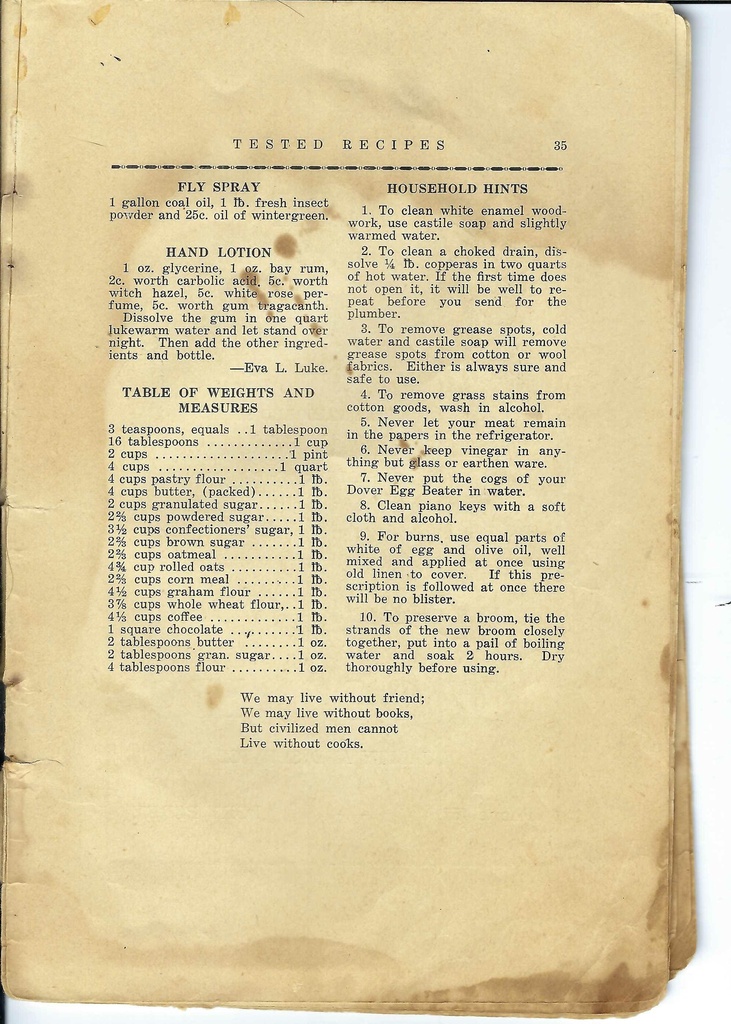 TESTED RECIPES 35
FLY SPRAY
1 gallon coal oil, 1 lb. fresh insect
powder and 25c. oil of wintergreen.
HAND LOTION
1 oz. glycerine, 1 oz. bay rum,
2c. worth carbolic acid, 5c. worth
witch hazel, 5c. white rose per-
fume, 5c. worth gum tragacanth.
Dissolve the gum in one quart
lukewarm water and let stand over
night. Then add the other ingred-
ients and bottle.
—Eva L. Luke.
TABLE OF WEIGHTS AND
MEASURES
3 teaspoons, equals ..1 tablespoon
16 tablespoons .............1 cup
2 cups ....................1 pint
4 cups ..................1 quart
4 cups pastry flour ..........1 lb.
4 cups butter, (packed)......1 lb.
2 cups granulated sugar......1 lb.
2⅔ cups powdered sugar.....1 lb.
3½ cups confectioners' sugar, 1 lb.
2⅔ cups brown sugar .......1 lb.
2⅔ cups oatmeal ...........1 lb.
4¾ cup rolled oats ..........1 lb.
2⅔ cups corn meal ..........1 lb.
4½ cups graham flour ......1 lb.
3⅞ cups whole wheat flour,..1 lb.
4⅓ cups coffee .............1 lb.
1 square chocolate ..........1 lb.
2 tablespoons butter ........1 oz.
2 tablespoons gran. sugar....1 oz.
4 tablespoons flour ..........1 oz.
HOUSEHOLD HINTS
1. To clean white enamel wood-
work, use castile soap and slightly
warmed water.
2. To clean a choked drain, dis-
solve ¼ lb. copperas in two quarts
of hot water. If the first time does
not open it, it will be well to re-
peat before you send for the
plumber.
3. To remove grease spots, cold
water and castile soap will remove
grease spots from cotton or wool
fabrics. Either is always sure and
safe to use.
4. To remove grass stains from
cotton goods, wash in alcohol.
5. Never let your meat remain
in the papers in the refrigerator.
6. Never keep vinegar in any-
thing but glass or earthen ware.
7. Never put the cogs of your
Dover Egg Beater in water.
8. Clean piano keys with a soft
cloth and alcohol.
9. For burns, use equal parts of
white of egg and olive oil, well
mixed and applied at once using
old linen to cover. If this pre-
scription is followed at once there
will be no blister.
10. To preserve a broom, tie the
strands of the new broom closely
together, put into a pail of boiling
water and soak 2 hours. Dry
thoroughly before using.
We may live without friend;
We may live without books,
But civilized men cannot
Live without cooks.